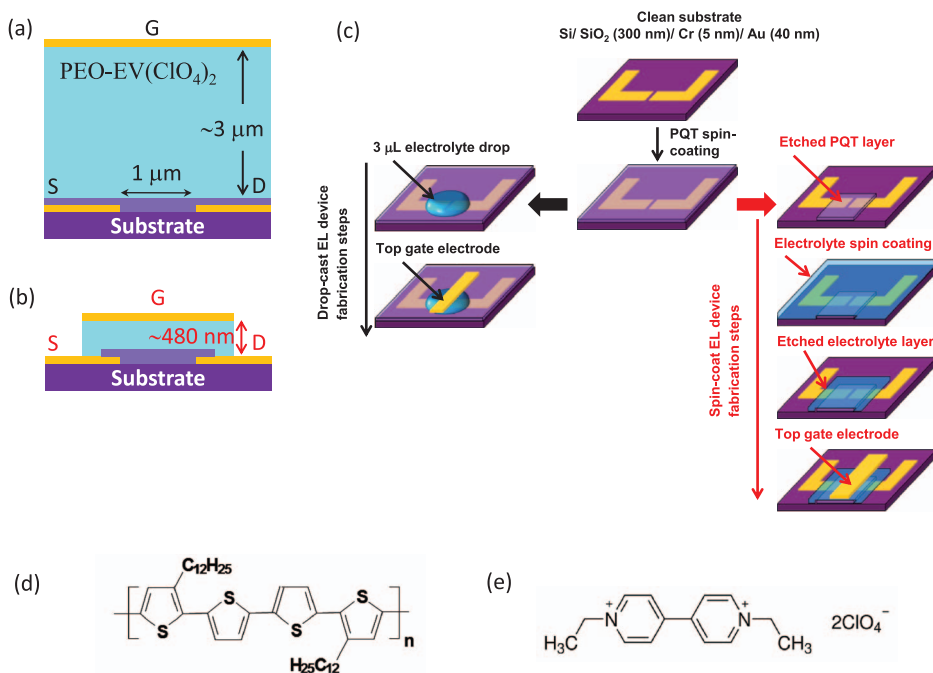 (a)
G
PEO-EV(ClO4)2
~3 µm
1 µm
S
D
Substrate
(b)
G
~480 nm
S
D
Substrate
(c)
Clean substrate
Si/ SiO2 (300 nm)/ Cr (5 nm)/ Au (40 nm)
PQT spin-
coating
3 µL electrolyte drop
Top gate electrode
Drop-cast EL device
fabrication steps
Etched PQT layer
Electrolyte spin coating
Etched electrolyte layer
Top gate electrode
Spin-coat EL device
fabrication steps
(d)
C12H25
S
S
S
S
n
H25C12
(e)
H3C
N+
N+
CH3
2ClO4−